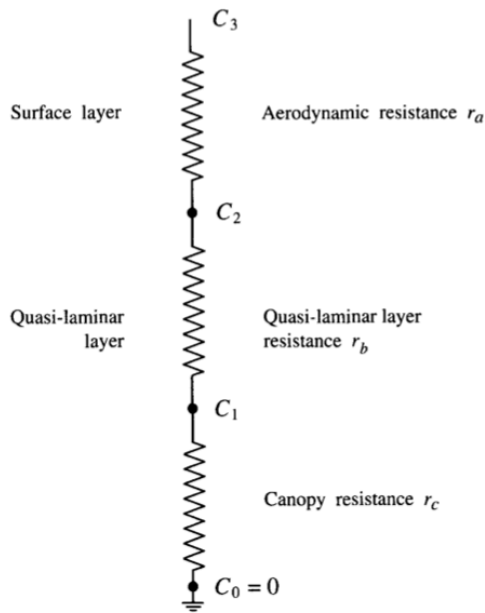 C3
Surface layer
Aerodynamic resistance ra
C2
Quasi-laminar
layer
Quasi-laminar layer
resistance rb
C1
Canopy resistance rc
C0 = 0